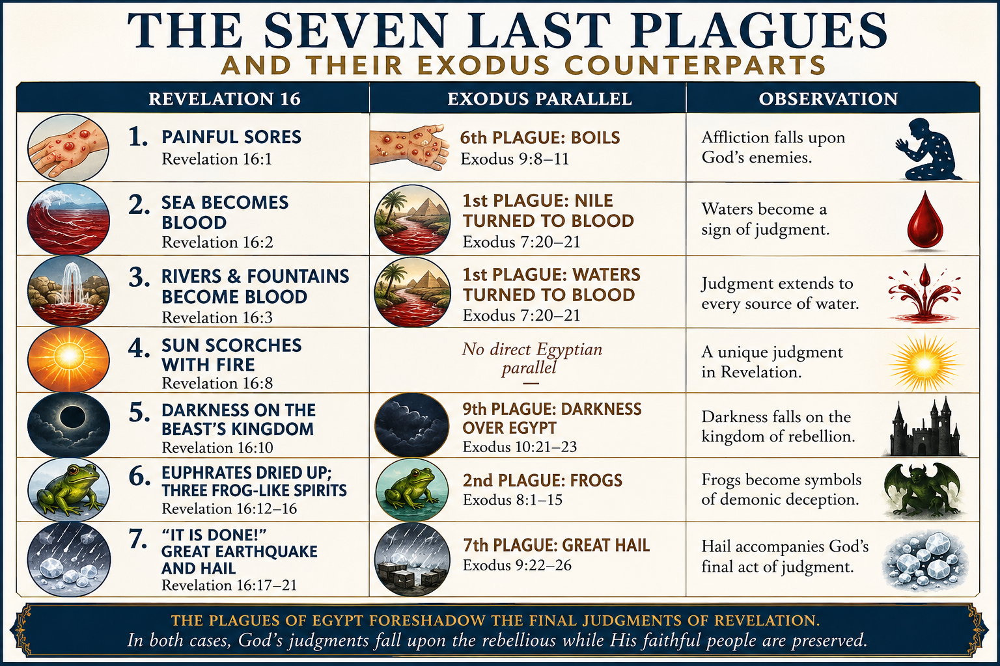 THE SEVEN LAST PLAGUES
AND THEIR EXODUS COUNTERPARTS
REVELATION 16
EXODUS PARALLEL
OBSERVATION
1. PAINFUL SORES
Revelation 16:1
6th PLAGUE: BOILS
Exodus 9:8–11
Affliction falls upon
God's enemies.
2. SEA BECOMES
BLOOD
Revelation 16:2
1st PLAGUE: NILE
TURNED TO BLOOD
Exodus 7:20–21
Waters become a
sign of judgment.
3. RIVERS & FOUNTAINS
BECOME BLOOD
Revelation 16:3
1st PLAGUE: WATERS
TURNED TO BLOOD
Exodus 7:20–21
Judgment extends to
every source of water.
4. SUN SCORCHES
WITH FIRE
Revelation 16:8
No direct Egyptian
parallel
—
A unique judgment
in Revelation.
5. DARKNESS ON THE
BEAST'S KINGDOM
Revelation 16:10
9th PLAGUE: DARKNESS
OVER EGYPT
Exodus 10:21–23
Darkness falls on the
kingdom of rebellion.
6. EUPHRATES DRIED UP;
THREE FROG-LIKE SPIRITS
Revelation 16:12–16
2nd PLAGUE: FROGS
Exodus 8:1–15
Frogs become symbols
of demonic deception.
7. "IT IS DONE!"
GREAT EARTHQUAKE
AND HAIL
Revelation 16:17–21
7th PLAGUE: GREAT HAIL
Exodus 9:22–26
Hail accompanies God's
final act of judgment.
THE PLAGUES OF EGYPT FORESHADOW THE FINAL JUDGMENTS OF REVELATION.
In both cases, God's judgments fall upon the rebellious while His faithful people are preserved.